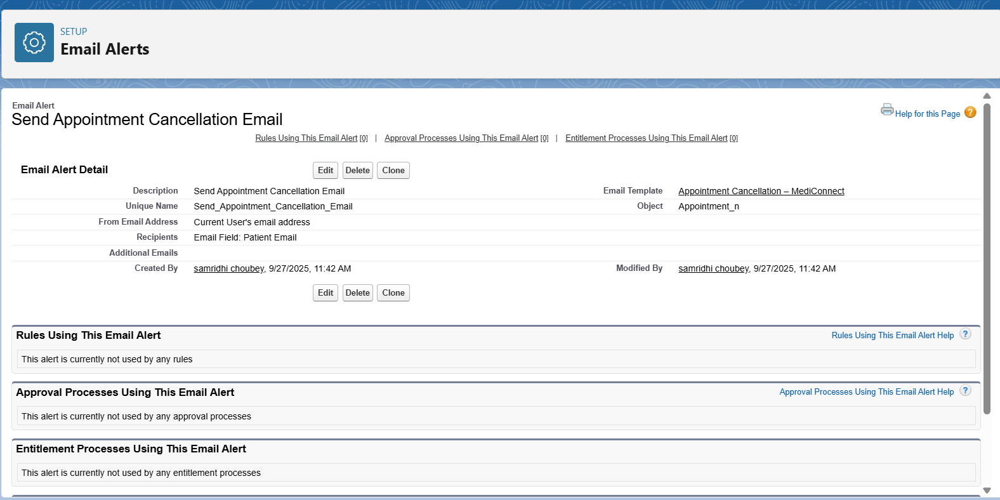 SETUP
Email Alerts
Email Alert
Send Appointment Cancellation Email
Help for this Page ?
Rules Using This Email Alert [0] | Approval Processes Using This Email Alert [0] | Entitlement Processes Using This Email Alert [0]
Email Alert Detail Edit Delete Clone
Description Send Appointment Cancellation Email Email Template Appointment Cancellation – MediConnect
Unique Name Send_Appointment_Cancellation_Email Object Appointment_n
From Email Address Current User's email address
Recipients Email Field: Patient Email
Additional Emails
Created By samridhi choubey, 9/27/2025, 11:42 AM Modified By samridhi choubey, 9/27/2025, 11:42 AM
Edit Delete Clone
Rules Using This Email Alert Rules Using This Email Alert Help ?
This alert is currently not used by any rules
Approval Processes Using This Email Alert Approval Processes Using This Email Alert Help ?
This alert is currently not used by any approval processes
Entitlement Processes Using This Email Alert
This alert is currently not used by any entitlement processes